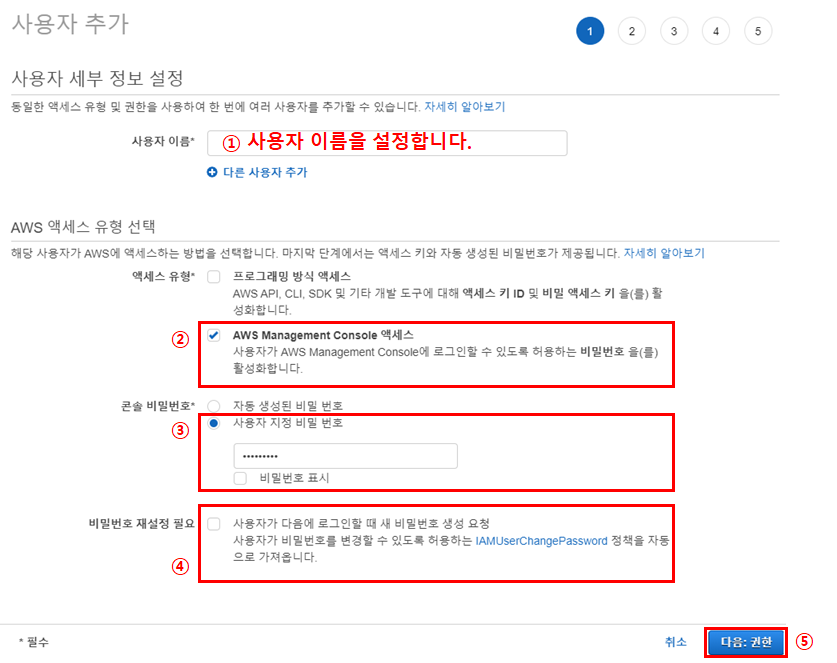 사용자 추가
1 2 3 4 5
사용자 세부 정보 설정
동일한 액세스 유형 및 권한을 사용하여 한 번에 여러 사용자를 추가할 수 있습니다. 자세히 알아보기
사용자 이름* ① 사용자 이름을 설정합니다.
다른 사용자 추가
AWS 액세스 유형 선택
해당 사용자가 AWS에 액세스하는 방법을 선택합니다. 마지막 단계에서는 액세스 키와 자동 생성된 비밀번호가 제공됩니다. 자세히 알아보기
액세스 유형* 프로그래밍 방식 액세스
AWS API, CLI, SDK 및 기타 개발 도구에 대해 액세스 키 ID 및 비밀 액세스 키 을(를) 활
성화합니다.
② AWS Management Console 액세스
사용자가 AWS Management Console에 로그인할 수 있도록 허용하는 비밀번호 을(를)
활성화합니다.
콘솔 비밀번호* 자동 생성된 비밀 번호
③ 사용자 지정 비밀 번호
•••••••••
비밀번호 표시
비밀번호 재설정 필요 사용자가 다음에 로그인할 때 새 비밀번호 생성 요청
사용자가 비밀번호를 변경할 수 있도록 허용하는 IAMUserChangePassword 정책을 자동
④ 으로 가져옵니다.
* 필수 취소 다음: 권한 ⑤